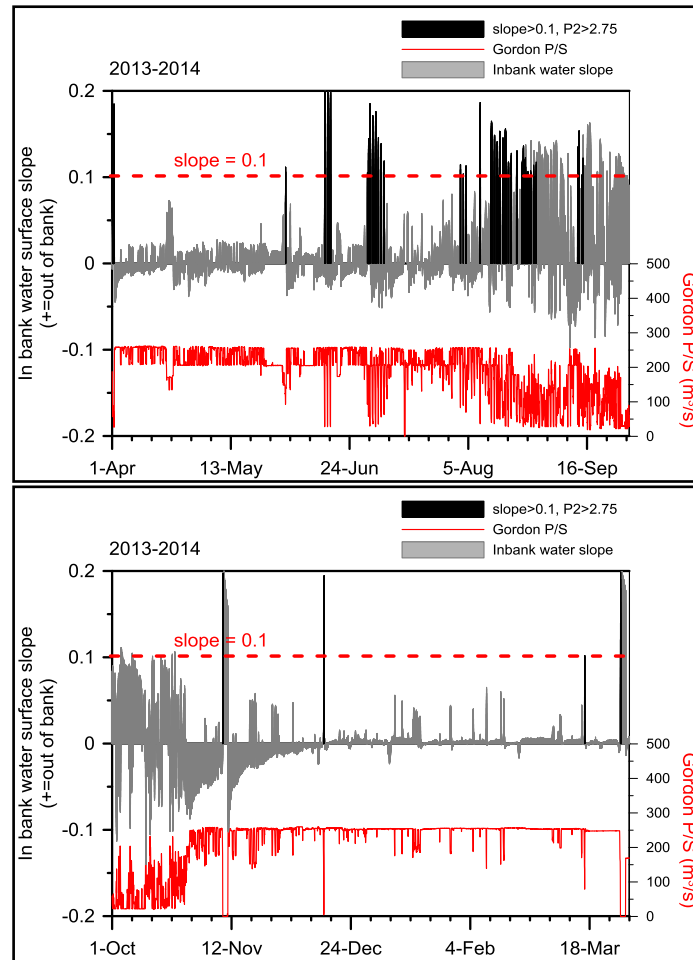 slope>0.1, P2>2.75
Gordon P/S
Inbank water slope
2013-2014
0.2
slope = 0.1
0.1
0
-0.1
-0.2
In bank water surface slope
(+=out of bank)
500
400
300
200
100
0
Gordon P/S (m³/s)
1-Apr 13-May 24-Jun 5-Aug 16-Sep
slope>0.1, P2>2.75
Gordon P/S
Inbank water slope
2013-2014
0.2
slope = 0.1
0.1
0
-0.1
-0.2
In bank water surface slope
(+=out of bank)
500
400
300
200
100
0
Gordon P/S (m³/s)
1-Oct 12-Nov 24-Dec 4-Feb 18-Mar